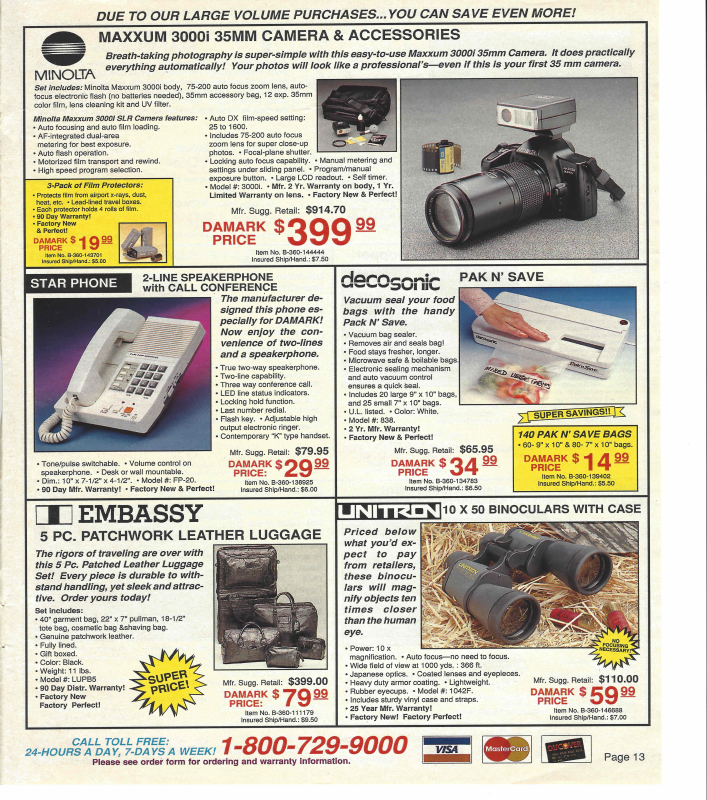 DUE TO OUR LARGE VOLUME PURCHASES...YOU CAN SAVE EVEN MORE!
MINOLTA
MAXXUM 3000i 35MM CAMERA & ACCESSORIES
Breath-taking photography is super-simple with this easy-to-use Maxxum 3000i 35mm Camera. It does practically
everything automatically! Your photos will look like a professional's—even if this is your first 35 mm camera.
Set includes: Minolta Maxxum 3000i body, 75-200 auto focus zoom lens, auto-
focus electronic flash (no batteries needed), 35mm accessory bag, 12 exp. 35mm
color film, lens cleaning kit and UV filter.
Minolta Maxxum 3000I SLR Camera features:
• Auto focusing and auto film loading.
• AF-integrated dual-area
metering for best exposure.
• Auto flash operation.
• Motorized film transport and rewind.
• High speed program selection.
• Auto DX film-speed setting:
25 to 1600.
• Includes 75-200 auto focus
zoom lens for super close-up
photos. • Focal-plane shutter.
• Locking auto focus capability. • Manual metering and
settings under sliding panel. • Program/manual
exposure button. • Large LCD readout. • Self timer.
• Model #: 3000i. • Mfr. 2 Yr. Warranty on body, 1 Yr.
Limited Warranty on lens. • Factory New & Perfect!
Mfr. Sugg. Retail: $914.70
DAMARK PRICE $399.99
Item No. B-360-144444
Insured Ship/Hand.: $7.50
3-Pack of Film Protectors:
• Protects film from airport x-rays, dust,
heat, etc. • Lead-lined travel boxes.
• Each protector holds 4 rolls of film.
• 90 Day Warranty!
• Factory New
& Perfect!
DAMARK PRICE $19.99
Item No. B-360-143701
Insured Ship/Hand.: $5.00
STAR PHONE
2-LINE SPEAKERPHONE
with CALL CONFERENCE
The manufacturer de-
signed this phone es-
pecially for DAMARK!
Now enjoy the con-
venience of two-lines
and a speakerphone.
• True two-way speakerphone.
• Two-line capability.
• Three way conference call.
• LED line status indicators.
• Locking hold function.
• Last number redial.
• Flash key. • Adjustable high
output electronic ringer.
• Contemporary "K" type handset.
• Tone/pulse switchable. • Volume control on
speakerphone. • Desk or wall mountable.
• Dim.: 10" x 7-1/2" x 4-1/2". • Model #: FP-20.
• 90 Day Mfr. Warranty! • Factory New & Perfect!
Mfr. Sugg. Retail: $79.95
DAMARK PRICE: $29.99
Item No. B-360-136925
Insured Ship/Hand.: $6.00
decosonic
PAK N' SAVE
Vacuum seal your food
bags with the handy
Pack N' Save.
• Vacuum bag sealer.
• Removes air and seals bag!
• Food stays fresher, longer.
• Microwave safe & boilable bags.
• Electronic sealing mechanism
and auto vacuum control
ensures a quick seal.
• Includes 20 large 9" x 10" bags,
and 25 small 7" x 10" bags.
• U.L. listed. • Color: White.
• Model #: 838.
• 2 Yr. Mfr. Warranty!
• Factory New & Perfect!
Mfr. Sugg. Retail: $65.95
DAMARK PRICE: $34.99
Item No. B-360-134783
Insured Ship/Hand.: $6.50
SUPER SAVINGS!!
140 PAK N' SAVE BAGS
• 60- 9" x 10" & 80- 7" x 10" bags.
DAMARK PRICE: $14.99
Item No. B-360-139402
Insured Ship/Hand.: $5.50
EMBASSY
5 PC. PATCHWORK LEATHER LUGGAGE
The rigors of traveling are over with
this 5 Pc. Patched Leather Luggage
Set! Every piece is durable to with-
stand handling, yet sleek and attrac-
tive. Order yours today!
Set includes:
• 40" garment bag, 22" x 7" pullman, 18-1/2"
tote bag, cosmetic bag &shaving bag.
• Genuine patchwork leather.
• Fully lined.
• Gift boxed.
• Color: Black.
• Weight: 11 lbs.
• Model #: LUPB5
• 90 Day Distr. Warranty!
• Factory New
Factory Perfect!
SUPER PRICE!
Mfr. Sugg. Retail: $399.00
DAMARK PRICE: $79.99
Item No. B-360-111179
Insured Ship/Hand.: $9.50
UNITRON
10 X 50 BINOCULARS WITH CASE
Priced below
what you'd ex-
pect to pay
from retailers,
these binocu-
lars will mag-
nify objects ten
times closer
than the human
eye.
• Power: 10 x
magnification. • Auto focus—no need to focus.
• Wide field of view at 1000 yds. : 366 ft.
• Japanese optics. • Coated lenses and eyepieces.
• Heavy duty armor coating. • Lightweight.
• Rubber eyecups. • Model #: 1042F.
• Includes sturdy vinyl case and straps.
• 25 Year Mfr. Warranty!
• Factory New! Factory Perfect!
NO FOCUSING NECESSARY!
Mfr. Sugg. Retail: $110.00
DAMARK PRICE $59.99
Item No. B-360-146688
Insured Ship/Hand.: $7.00
CALL TOLL FREE:
24-HOURS A DAY, 7-DAYS A WEEK!
1-800-729-9000
Please see order form for ordering and warranty information.
VISA
MasterCard
DISCOVER
Page 13